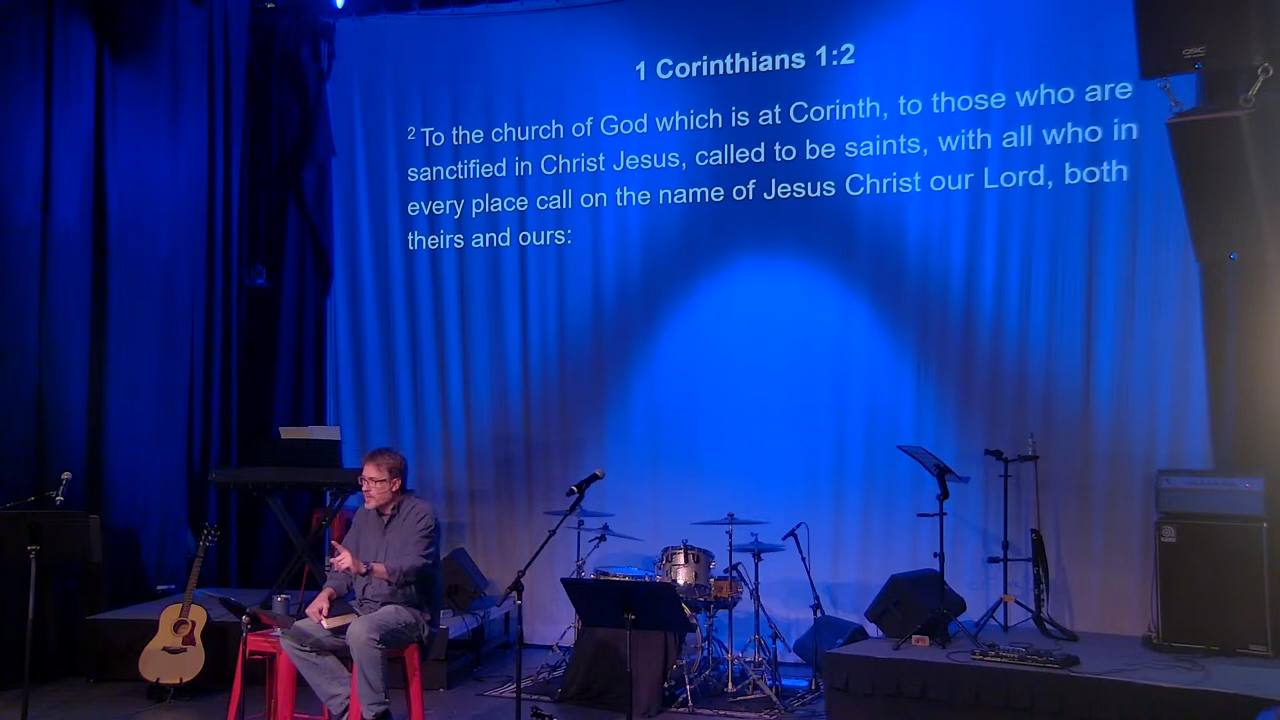 1 Corinthians 1:2
2 To the church of God which is at Corinth, to those who are
sanctified in Christ Jesus, called to be saints, with all who in
every place call on the name of Jesus Christ our Lord, both
theirs and ours:
QSC